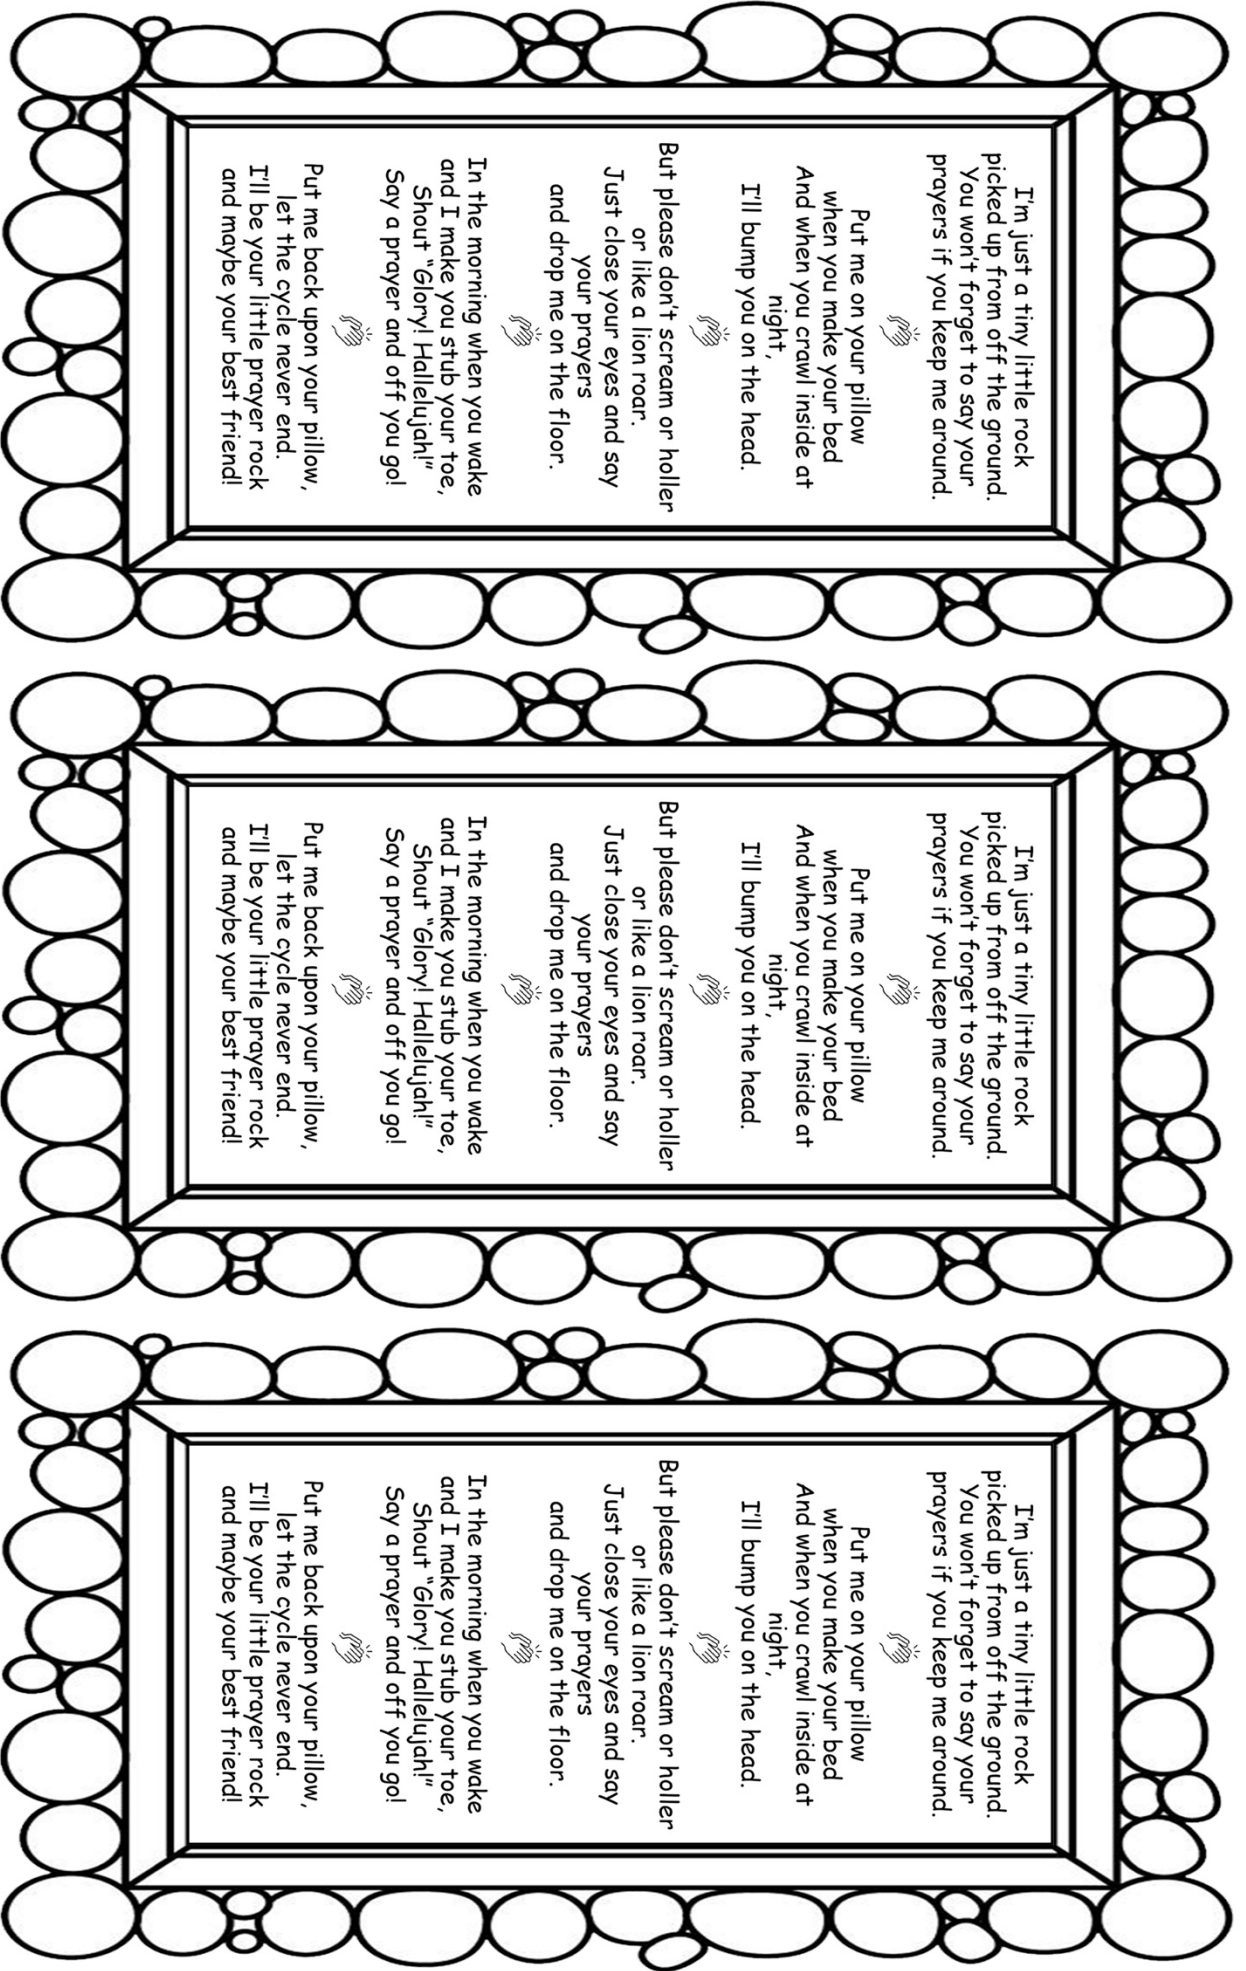 I'm just a tiny little rock
picked up from off the ground.
You won't forget to say your
prayers if you keep me around.
Put me on your pillow
when you make your bed
And when you crawl inside at
night,
I'll bump you on the head.
But please don't scream or holler
or like a lion roar.
Just close your eyes and say
your prayers
and drop me on the floor.
In the morning when you wake
and I make you stub your toe,
Shout "Glory! Hallelujah!"
Say a prayer and off you go!
Put me back upon your pillow,
let the cycle never end.
I'll be your little prayer rock
and maybe your best friend!
I'm just a tiny little rock
picked up from off the ground.
You won't forget to say your
prayers if you keep me around.
Put me on your pillow
when you make your bed
And when you crawl inside at
night,
I'll bump you on the head.
But please don't scream or holler
or like a lion roar.
Just close your eyes and say
your prayers
and drop me on the floor.
In the morning when you wake
and I make you stub your toe,
Shout "Glory! Hallelujah!"
Say a prayer and off you go!
Put me back upon your pillow,
let the cycle never end.
I'll be your little prayer rock
and maybe your best friend!
I'm just a tiny little rock
picked up from off the ground.
You won't forget to say your
prayers if you keep me around.
Put me on your pillow
when you make your bed
And when you crawl inside at
night,
I'll bump you on the head.
But please don't scream or holler
or like a lion roar.
Just close your eyes and say
your prayers
and drop me on the floor.
In the morning when you wake
and I make you stub your toe,
Shout "Glory! Hallelujah!"
Say a prayer and off you go!
Put me back upon your pillow,
let the cycle never end.
I'll be your little prayer rock
and maybe your best friend!